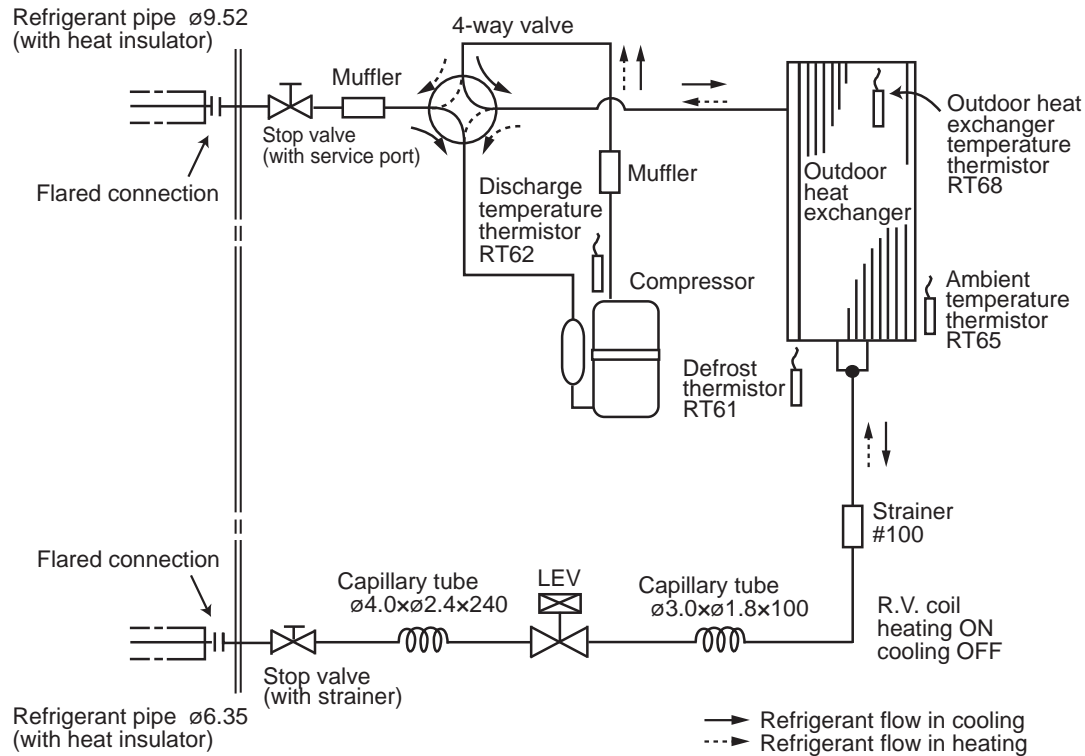 Refrigerant pipe ø9.52
(with heat insulator)
4-way valve
Muffler
Stop valve
(with service port)
Flared connection
Outdoor heat
exchanger
temperature
thermistor
RT68
Outdoor
heat
exchanger
Muffler
Discharge
temperature
thermistor
RT62
Compressor
Ambient
temperature
thermistor
RT65
Defrost
thermistor
RT61
Strainer
#100
Flared connection
Capillary tube
ø4.0×ø2.4×240
LEV
Capillary tube
ø3.0×ø1.8×100
R.V. coil
heating ON
cooling OFF
Stop valve
(with strainer)
Refrigerant pipe ø6.35
(with heat insulator)
Refrigerant flow in cooling
Refrigerant flow in heating